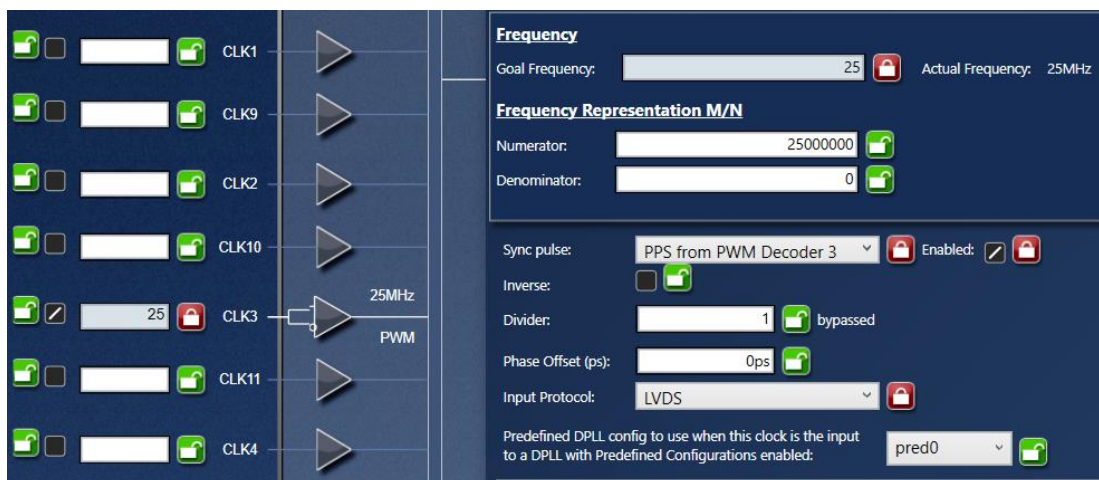 CLK1
CLK9
CLK2
CLK10
25 CLK3 25MHz
PWM
CLK11
CLK4
Frequency
Goal Frequency: 25 Actual Frequency: 25MHz
Frequency Representation M/N
Numerator: 25000000
Denominator: 0
Sync pulse: PPS from PWM Decoder 3 Enabled:
Inverse:
Divider: 1 bypassed
Phase Offset (ps): 0ps
Input Protocol: LVDS
Predefined DPLL config to use when this clock is the input
to a DPLL with Predefined Configurations enabled: pred0